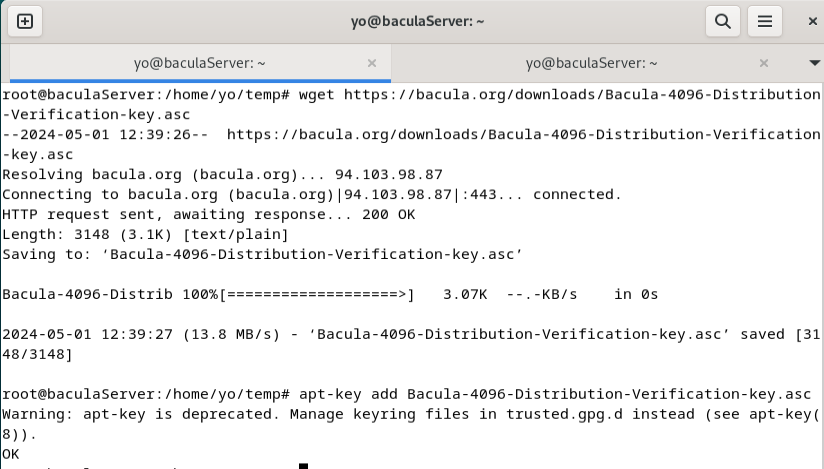 yo@baculaServer: ~
yo@baculaServer: ~ × yo@baculaServer: ~ ×
root@baculaServer:/home/yo/temp# wget https://bacula.org/downloads/Bacula-4096-Distribution
-Verification-key.asc
--2024-05-01 12:39:26--  https://bacula.org/downloads/Bacula-4096-Distribution-Verification
-key.asc
Resolving bacula.org (bacula.org)... 94.103.98.87
Connecting to bacula.org (bacula.org)|94.103.98.87|:443... connected.
HTTP request sent, awaiting response... 200 OK
Length: 3148 (3.1K) [text/plain]
Saving to: ‘Bacula-4096-Distribution-Verification-key.asc’
Bacula-4096-Distrib 100%[===================>]   3.07K  --.-KB/s    in 0s
2024-05-01 12:39:27 (13.8 MB/s) - ‘Bacula-4096-Distribution-Verification-key.asc’ saved [31
48/3148]
root@baculaServer:/home/yo/temp# apt-key add Bacula-4096-Distribution-Verification-key.asc
Warning: apt-key is deprecated. Manage keyring files in trusted.gpg.d instead (see apt-key(
8)).
OK